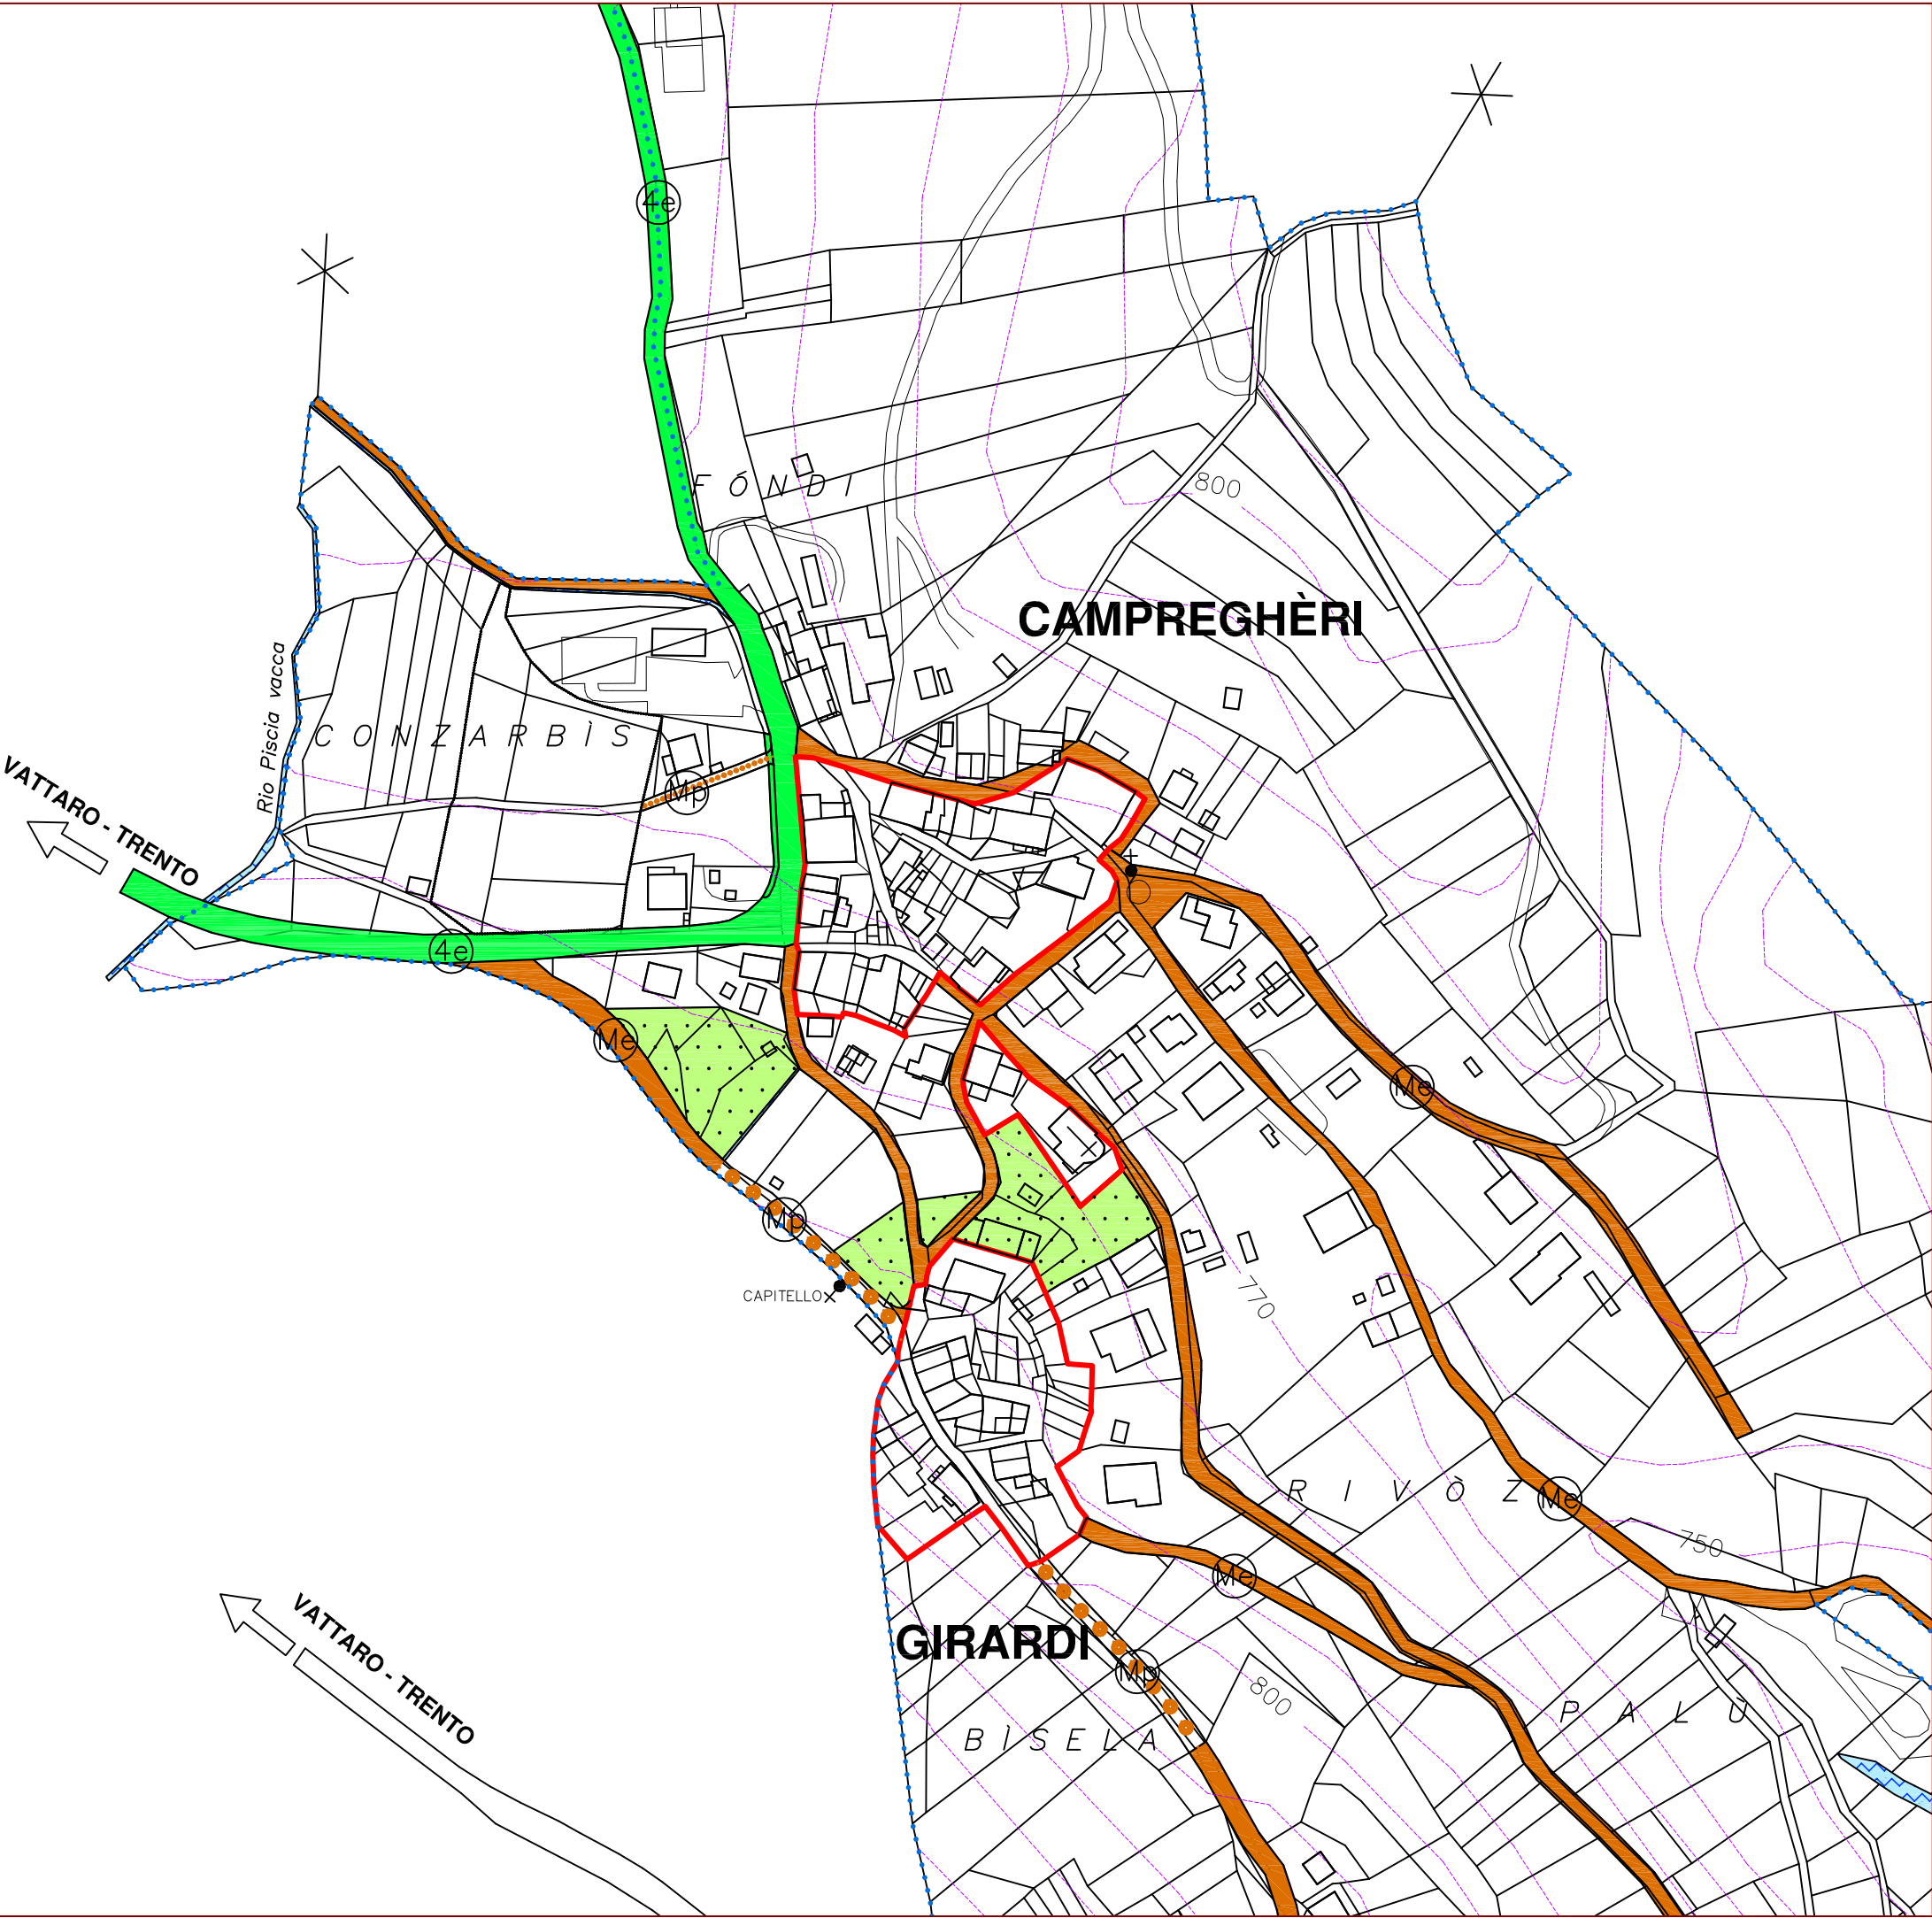 4e
FÓNDI
800
CAMPREGHÈRI
Rio Piscia vacca
CONZARBÌS
VATTARO - TRENTO
Mp
4e
Me
Me
Mp
CAPITELLO
770
RIVÒZ
Me
750
Me
VATTARO - TRENTO
GIRARDI
Mp
800
PALÙ
BÌSELA